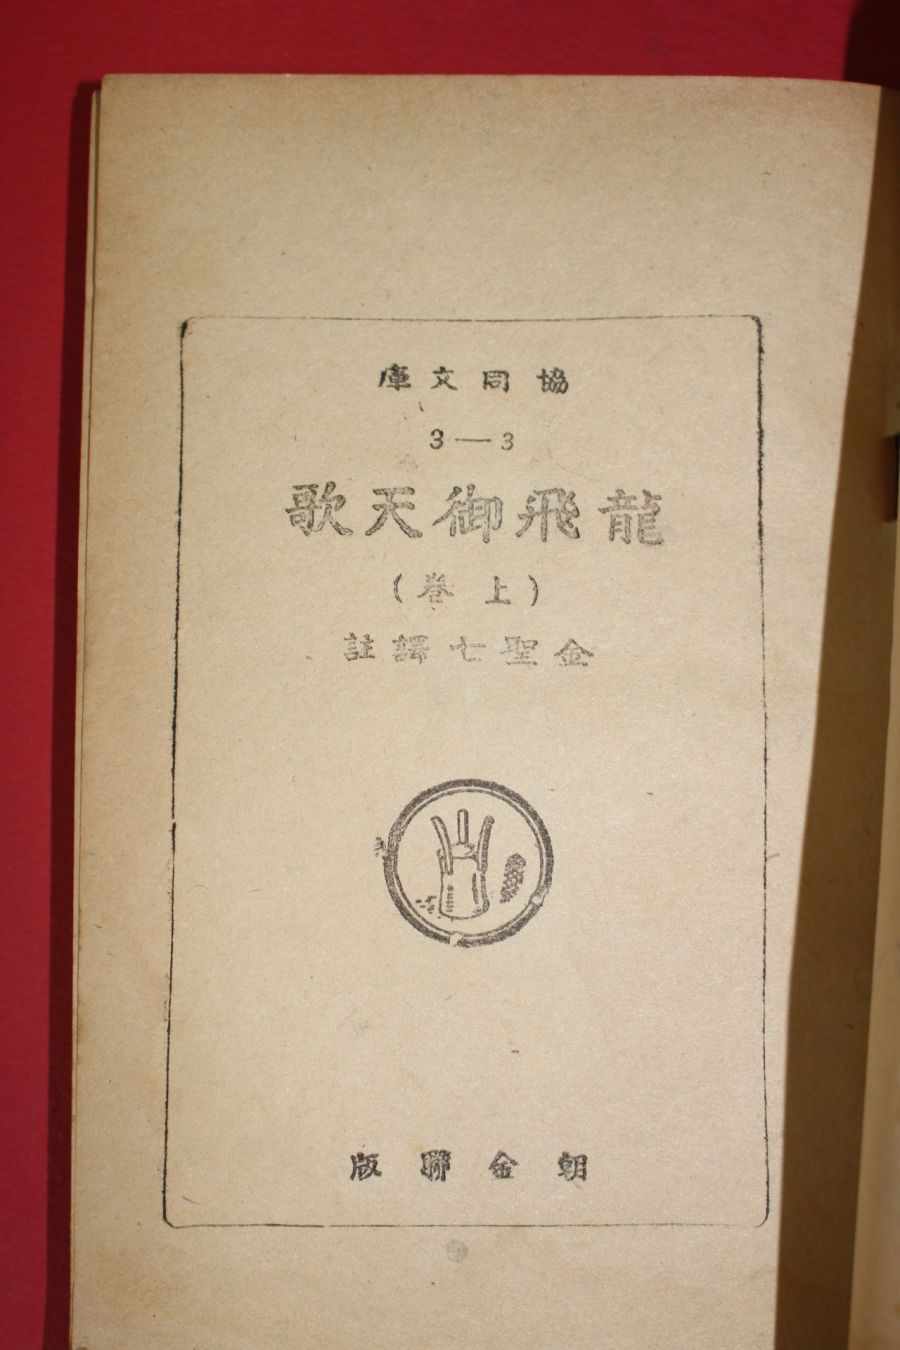 協同文庫
3—3
龍飛御天歌
(上卷)
金聖七譯註
朝金聯版